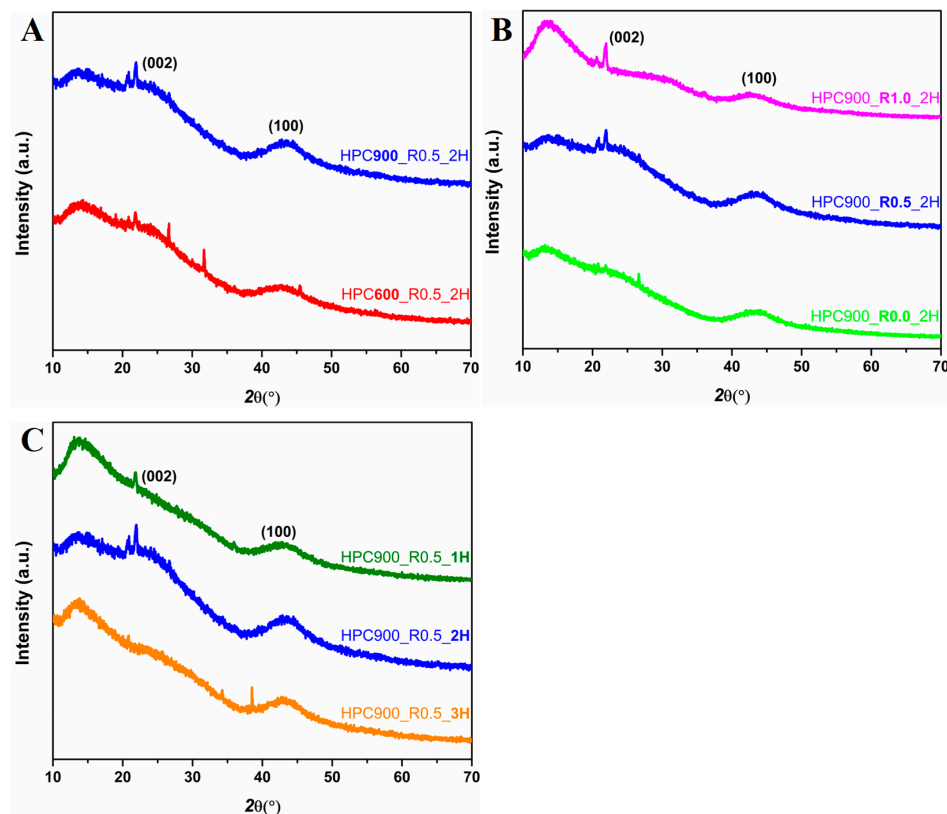 A
(002)
(100)
HPC900_R0.5_2H
HPC600_R0.5_2H
Intensity (a.u.)
10 20 30 40 50 60 70
2θ(°)
B
(002)
(100)
HPC900_R1.0_2H
HPC900_R0.5_2H
HPC900_R0.0_2H
Intensity (a.u.)
10 20 30 40 50 60 70
2θ(°)
C
(002)
(100)
HPC900_R0.5_1H
HPC900_R0.5_2H
HPC900_R0.5_3H
Intensity (a.u.)
10 20 30 40 50 60 70
2θ(°)